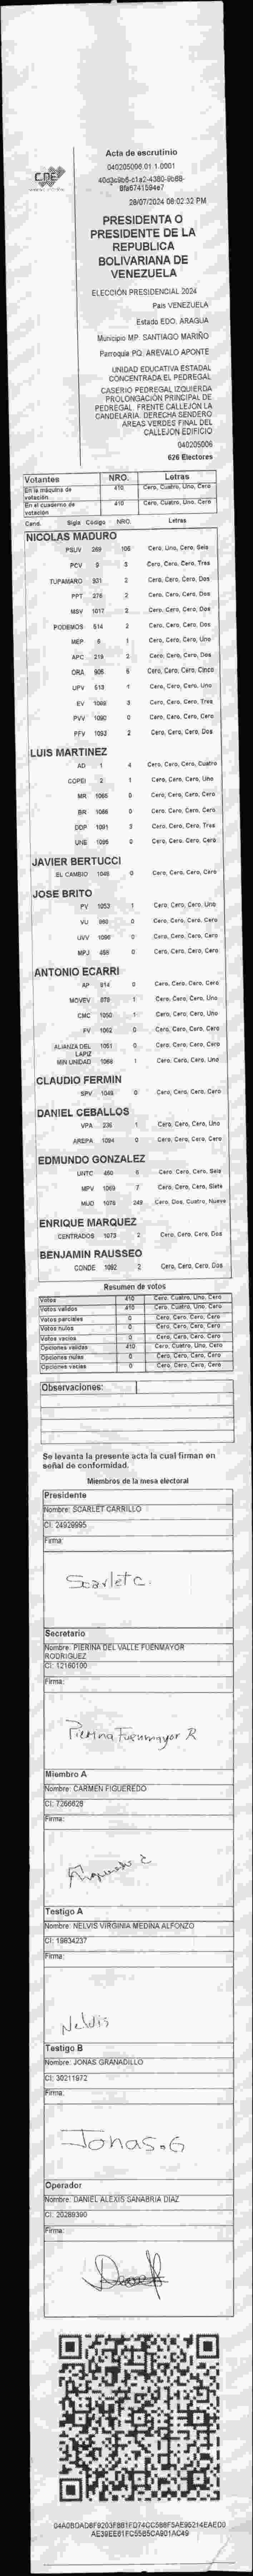 CNE
Acta de escrutinio
040205006.01.1.0001
28/07/2024 08:02:32 PM
PRESIDENTA O
PRESIDENTE DE LA
REPUBLICA
BOLIVARIANA DE
VENEZUELA
ELECCIÓN PRESIDENCIAL 2024
País VENEZUELA
Estado EDO. ARAGUA
Municipio MP. SANTIAGO MARIÑO
Parroquia PQ. AREVALO APONTE
UNIDAD EDUCATIVA ESTADAL
CONCENTRADA EL PEDREGAL
CASERIO PEDREGAL IZQUIERDA
PROLONGACIÓN PRINCIPAL DE
PEDREGAL. FRENTE CALLEJON LA
CANDELARIA. DERECHA SENDERO
AREAS VERDES FINAL DEL
CALLEJON EDIFICIO
040205006
626 Electores
Votantes NRO. Letras
En la máquina de votación 410 Cero, Cuatro, Uno, Cero
En el cuaderno de votación 410 Cero, Cuatro, Uno, Cero
Cand. Sigla Código NRO. Letras
NICOLAS MADURO
PSUV 269 106 Cero, Uno, Cero, Seis
PCV 9 3 Cero, Cero, Cero, Tres
TUPAMARO 931 2 Cero, Cero, Cero, Dos
PPT 276 2 Cero, Cero, Cero, Dos
MSV 1017 2 Cero, Cero, Cero, Dos
PODEMOS 514 2 Cero, Cero, Cero, Dos
MEP 6 1 Cero, Cero, Cero, Uno
APC 219 2 Cero, Cero, Cero, Dos
ORA 905 5 Cero, Cero, Cero, Cinco
UPV 513 1 Cero, Cero, Cero, Uno
EV 1089 3 Cero, Cero, Cero, Tres
PVV 1090 0 Cero, Cero, Cero, Cero
PFV 1093 2 Cero, Cero, Cero, Dos
LUIS MARTINEZ
AD 1 4 Cero, Cero, Cero, Cuatro
COPEI 2 1 Cero, Cero, Cero, Uno
MR 1065 0 Cero, Cero, Cero, Cero
BR 1066 0 Cero, Cero, Cero, Cero
DDP 1091 3 Cero, Cero, Cero, Tres
UNE 1095 0 Cero, Cero, Cero, Cero
JAVIER BERTUCCI
EL CAMBIO 1048 0 Cero, Cero, Cero, Cero
JOSE BRITO
PV 1053 1 Cero, Cero, Cero, Uno
VU 960 0 Cero, Cero, Cero, Cero
UVV 1096 0 Cero, Cero, Cero, Cero
MPJ 455 0 Cero, Cero, Cero, Cero
ANTONIO ECARRI
AP 914 0 Cero, Cero, Cero, Cero
MOVEV 979 1 Cero, Cero, Cero, Uno
CMC 1050 1 Cero, Cero, Cero, Uno
FV 1062 0 Cero, Cero, Cero, Cero
ALIANZA DEL LAPIZ 1051 0 Cero, Cero, Cero, Cero
MIN UNIDAD 1068 1 Cero, Cero, Cero, Uno
CLAUDIO FERMIN
SPV 1049 0 Cero, Cero, Cero, Cero
DANIEL CEBALLOS
VPA 236 1 Cero, Cero, Cero, Uno
AREPA 1094 0 Cero, Cero, Cero, Cero
EDMUNDO GONZALEZ
UNTC 460 6 Cero, Cero, Cero, Seis
MPV 1069 7 Cero, Cero, Cero, Siete
MUD 1078 249 Cero, Dos, Cuatro, Nueve
ENRIQUE MARQUEZ
CENTRADOS 1073 2 Cero, Cero, Cero, Dos
BENJAMIN RAUSSEO
CONDE 1092 2 Cero, Cero, Cero, Dos
Resumen de votos
Votos 410 Cero, Cuatro, Uno, Cero
Votos validos 410 Cero, Cuatro, Uno, Cero
Votos parciales 0 Cero, Cero, Cero, Cero
Votos nulos 0 Cero, Cero, Cero, Cero
Votos vacios 0 Cero, Cero, Cero, Cero
Opciones validas 410 Cero, Cuatro, Uno, Cero
Opciones nulas 0 Cero, Cero, Cero, Cero
Opciones vacias 0 Cero, Cero, Cero, Cero
Observaciones:
Se levanta la presente acta la cual firman en
señal de conformidad.
Miembros de la mesa electoral
Presidente
Nombre: SCARLET CARRILLO
CI: 24929995
Firma:
Scarlet C.
Secretario
Nombre: PIERINA DEL VALLE FUENMAYOR
RODRIGUEZ
CI: 12160100
Firma:
Pierina Fuenmayor R
Miembro A
Nombre: CARMEN FIGUEREDO
CI: 7266628
Firma:
Testigo A
Nombre: NELVIS VIRGINIA MEDINA ALFONZO
CI: 19834237
Firma:
Nelvis
Testigo B
Nombre: JONAS GRANADILLO
CI: 30211972
Firma:
Jonas.G
Operador
Nombre: DANIEL ALEXIS SANABRIA DIAZ
CI: 20289390
Firma: